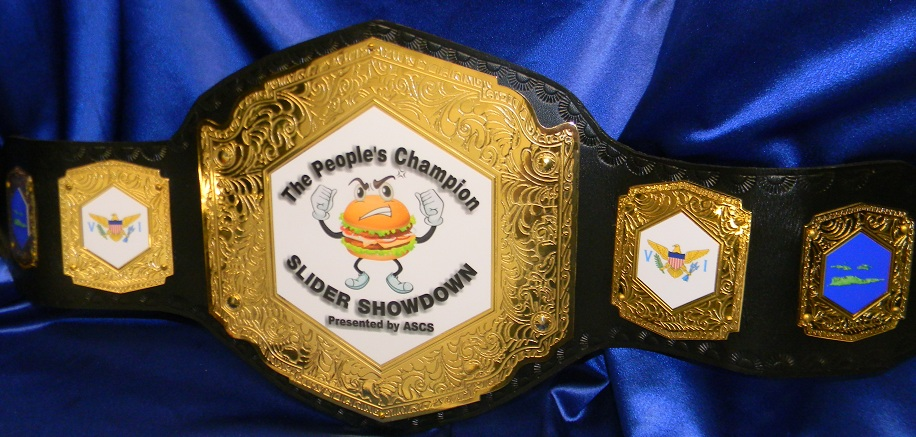 The People's Champion
SLIDER SHOWDOWN
Presented by ASCS
V I
V I